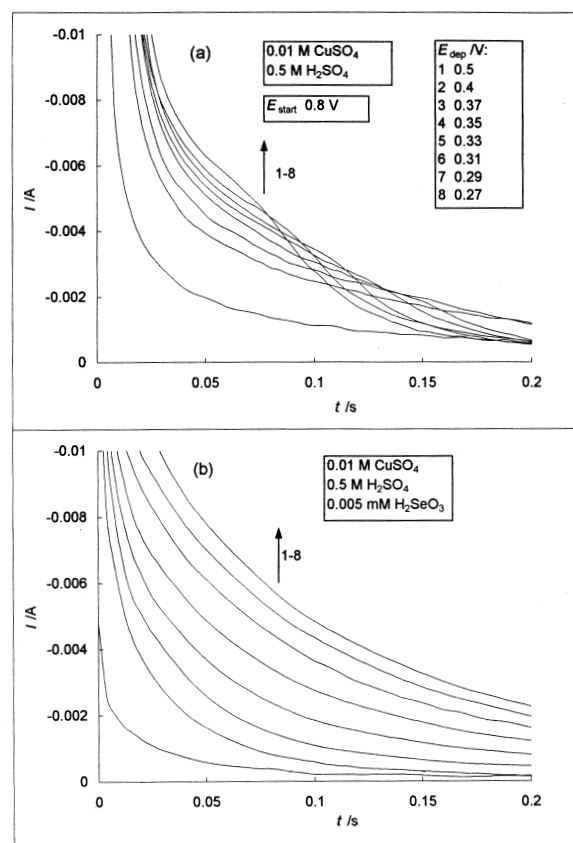 (a)
0.01 M CuSO₄
0.5 M H₂SO₄
E start 0.8 V
1-8
E dep /V:
1 0.5
2 0.4
3 0.37
4 0.35
5 0.33
6 0.31
7 0.29
8 0.27
-0.01
-0.008
-0.006
-0.004
-0.002
0
I /A
0
0.05
0.1
0.15
0.2
t /s
(b)
0.01 M CuSO₄
0.5 M H₂SO₄
0.005 mM H₂SeO₃
1-8
-0.01
-0.008
-0.006
-0.004
-0.002
0
I /A
0
0.05
0.1
0.15
0.2
t /s